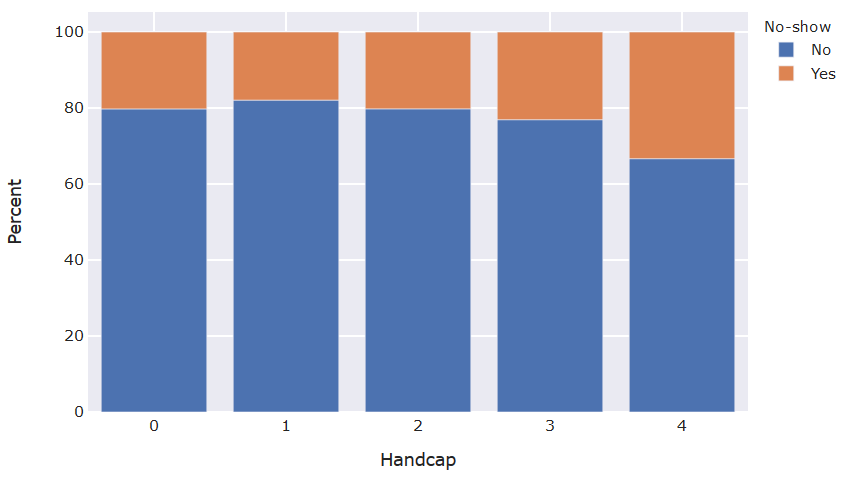 No-show
No
Yes
100
80
60
40
20
0
Percent
0 1 2 3 4
Handcap